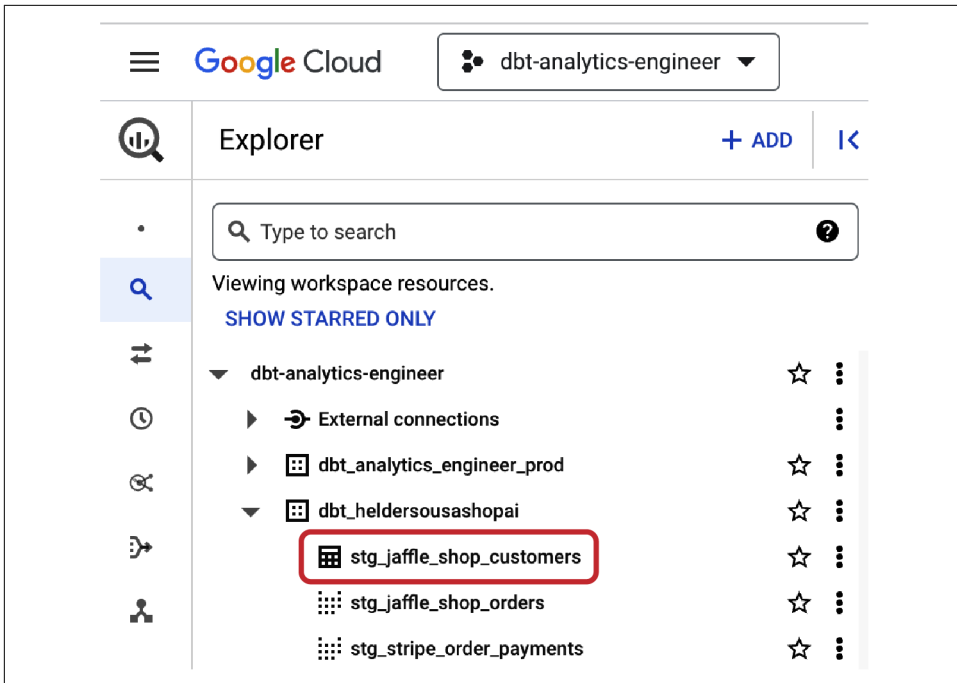 Google Cloud dbt-analytics-engineer
Explorer + ADD
Type to search ?
Viewing workspace resources.
SHOW STARRED ONLY
dbt-analytics-engineer
External connections
dbt_analytics_engineer_prod
dbt_heldersousashopai
stg_jaffle_shop_customers
stg_jaffle_shop_orders
stg_stripe_order_payments